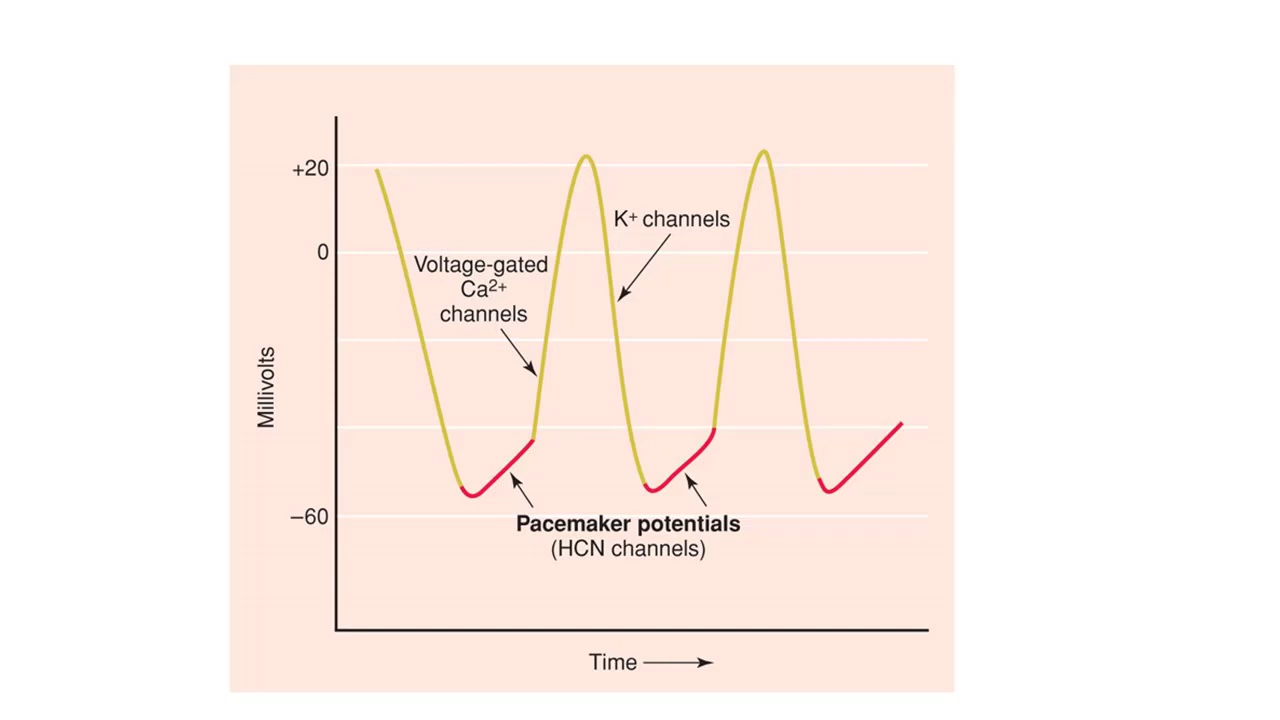 +20
K+ channels
0
Voltage-gated
Ca2+
channels
Millivolts
–60
Pacemaker potentials
(HCN channels)
Time